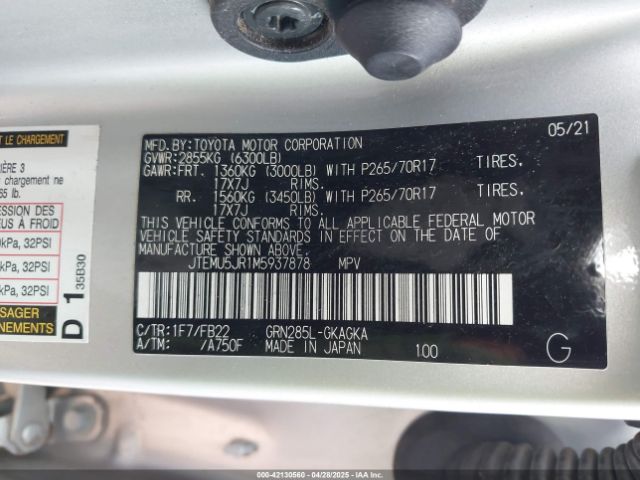 T LE CHARGEMENT
IÈRE 3
chargement ne
65 lb.
ESSION DES
US À FROID
kPa, 32PSI
kPa, 32PSI
SAGER
NEMENTS
D 1 35B30
MFD.BY:TOYOTA MOTOR CORPORATION 05/21
GVWR:2855KG (6300LB)
GAWR:FRT. 1360KG (3000LB) WITH P265/70R17 TIRES.
17X7J RIMS.
RR. 1560KG (3450LB) WITH P265/70R17 TIRES.
17X7J RIMS.
THIS VEHICLE CONFORMS TO ALL APPLICABLE FEDERAL MOTOR
VEHICLE SAFETY STANDARDS IN EFFECT ON THE DATE OF
MANUFACTURE SHOWN ABOVE.
JTEMU5JR1M5937878 MPV
C/TR:1F7/FB22 GRN285L-GKAGKA
A/TM: /A750F MADE IN JAPAN 100 G
000-42130560 04/28/2025 IAAI.com